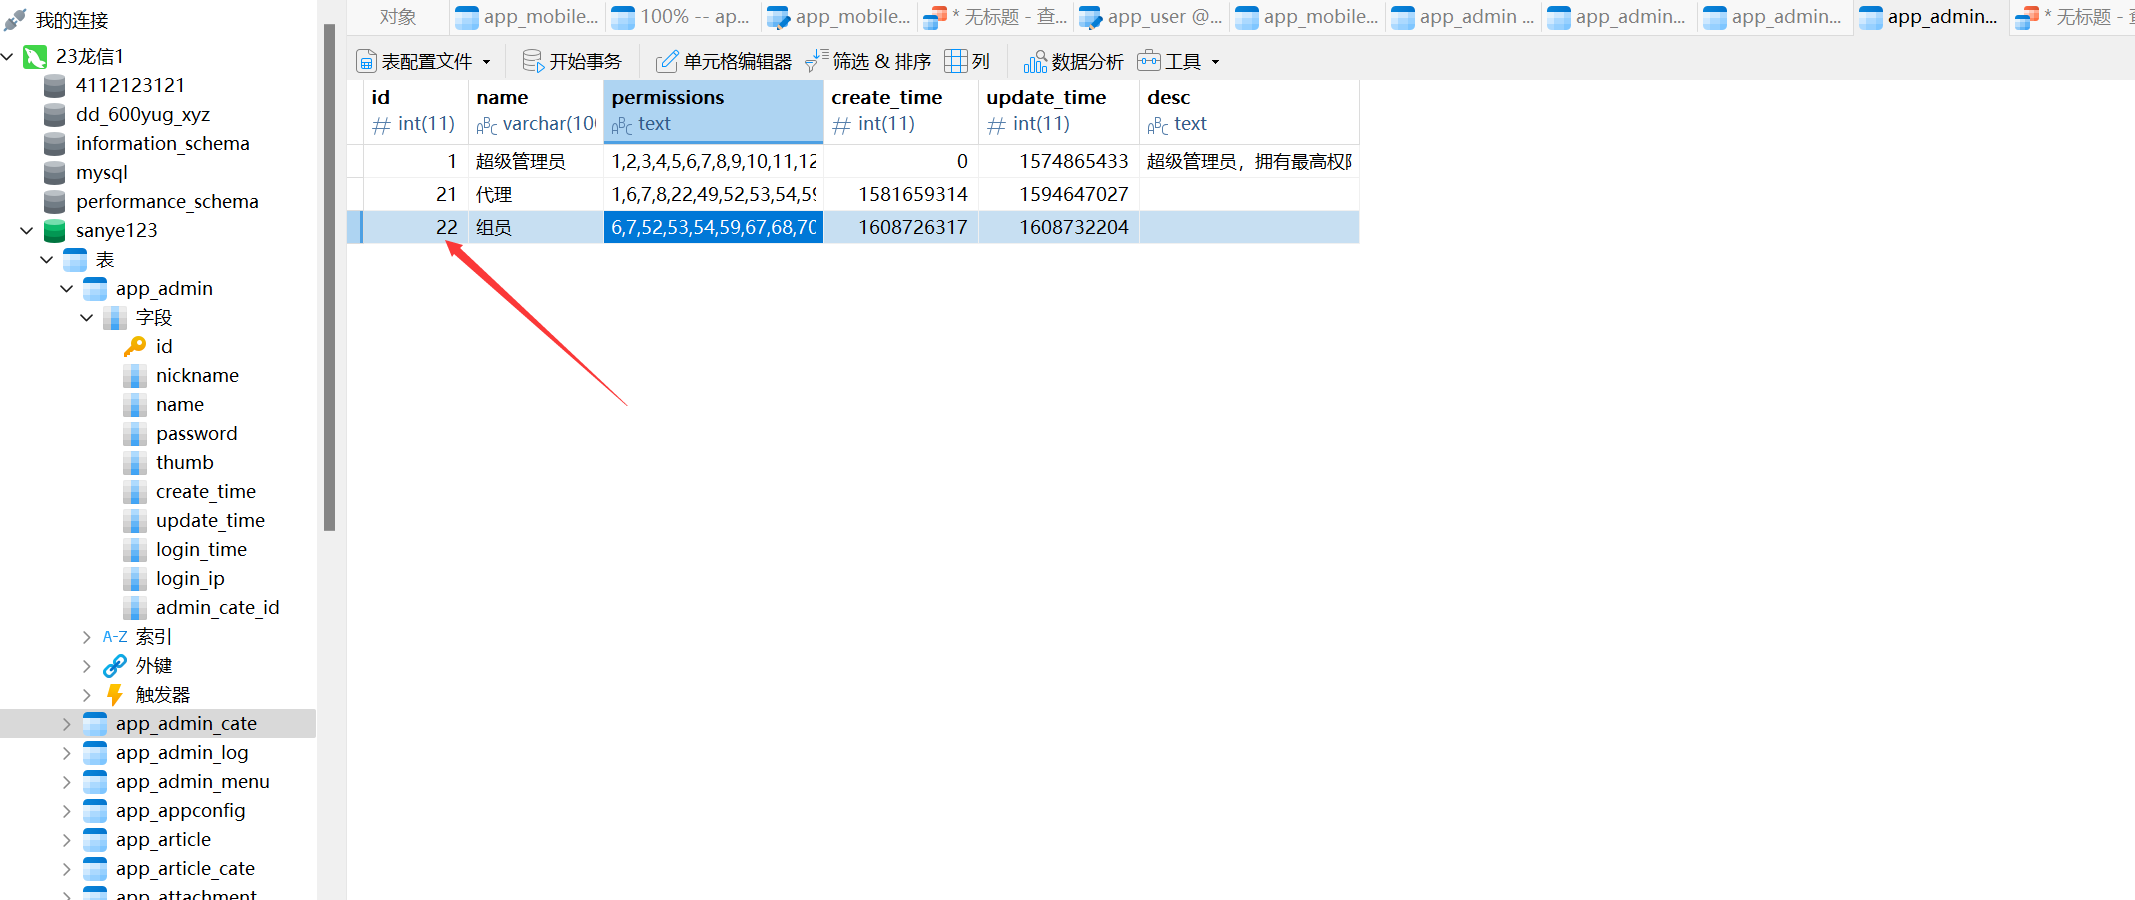 我的连接
23龙信1
4112123121
dd_600yug_xyz
information_schema
mysql
performance_schema
sanye123
表
app_admin
字段
id
nickname
name
password
thumb
create_time
update_time
login_time
login_ip
admin_cate_id
A-Z 索引
外键
触发器
app_admin_cate
app_admin_log
app_admin_menu
app_appconfig
app_article
app_article_cate
app_attachment
对象 app_mobile... 100% -- ap... app_mobile... * 无标题 - 查... app_user @... app_mobile... app_admin ... app_admin... app_admin... app_admin... * 无标题 -
表配置文件 开始事务 单元格编辑器 筛选 & 排序 列 数据分析 工具
id name permissions create_time update_time desc
# int(11) ABC varchar(10 ABC text # int(11) # int(11) ABC text
1 超级管理员 1,2,3,4,5,6,7,8,9,10,11,12 0 1574865433 超级管理员，拥有最高权
21 代理 1,6,7,8,22,49,52,53,54,59 1581659314 1594647027
22 组员 6,7,52,53,54,59,67,68,70 1608726317 1608732204